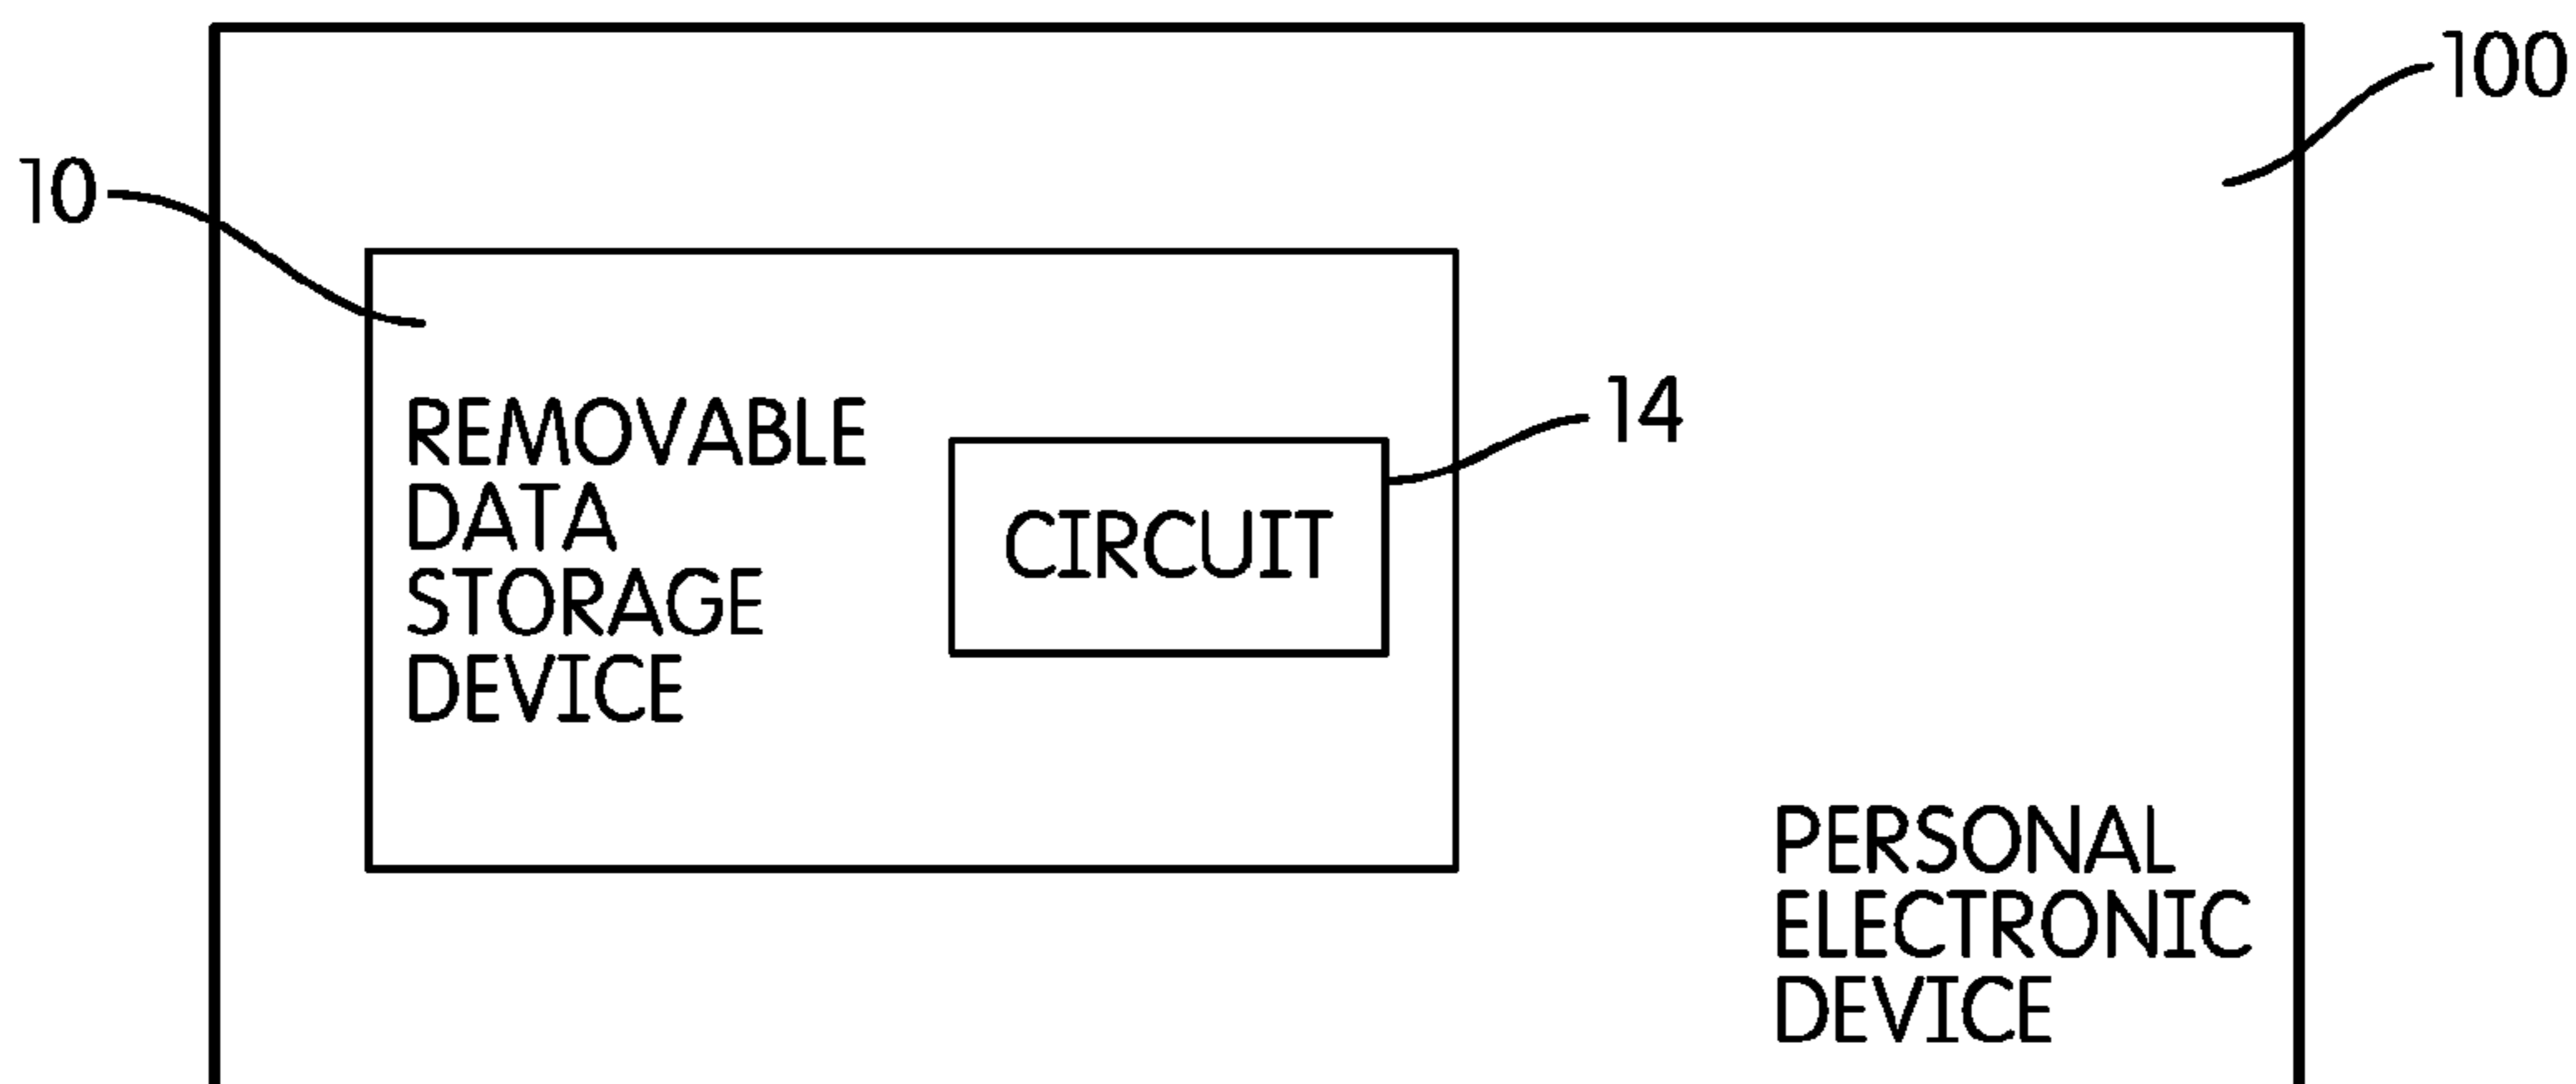 100
10
14
REMOVABLE
DATA
STORAGE
DEVICE
CIRCUIT
PERSONAL
ELECTRONIC
DEVICE